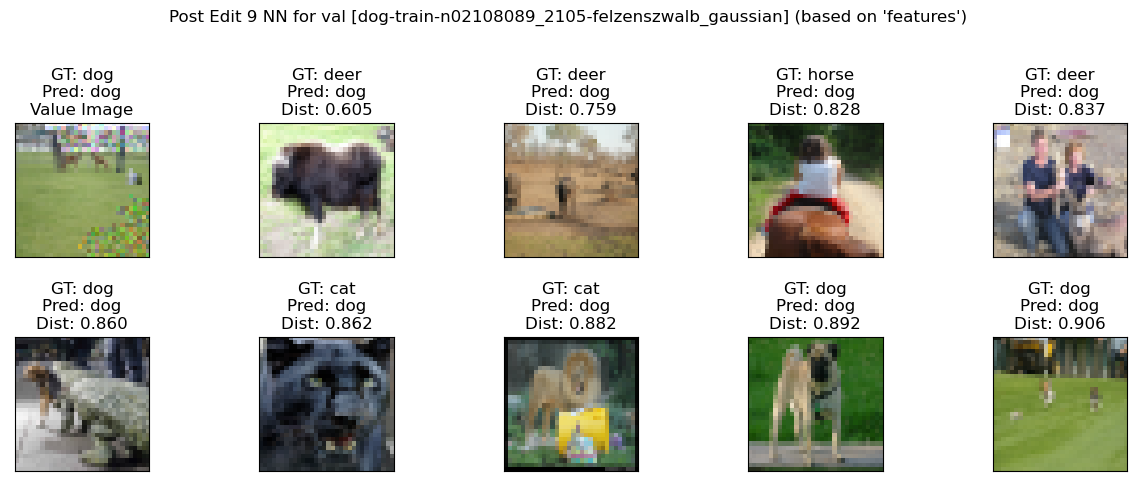 Post Edit 9 NN for val [dog-train-n02108089_2105-felzenszwalb_gaussian] (based on 'features')
GT: dog
Pred: dog
Value Image
GT: deer
Pred: dog
Dist: 0.605
GT: deer
Pred: dog
Dist: 0.759
GT: horse
Pred: dog
Dist: 0.828
GT: deer
Pred: dog
Dist: 0.837
GT: dog
Pred: dog
Dist: 0.860
GT: cat
Pred: dog
Dist: 0.862
GT: cat
Pred: dog
Dist: 0.882
GT: dog
Pred: dog
Dist: 0.892
GT: dog
Pred: dog
Dist: 0.906